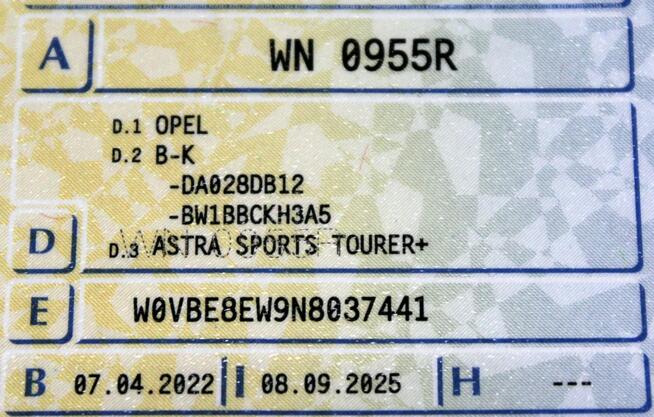 A WN 0955R
D.1 OPEL
D.2 B-K
-DA028DB12
-BW1BBCKH3A5
D D.3 ASTRA SPORTS TOURER+
E W0VBE8EW9N8037441
B 07.04.2022 I 08.09.2025 H ---